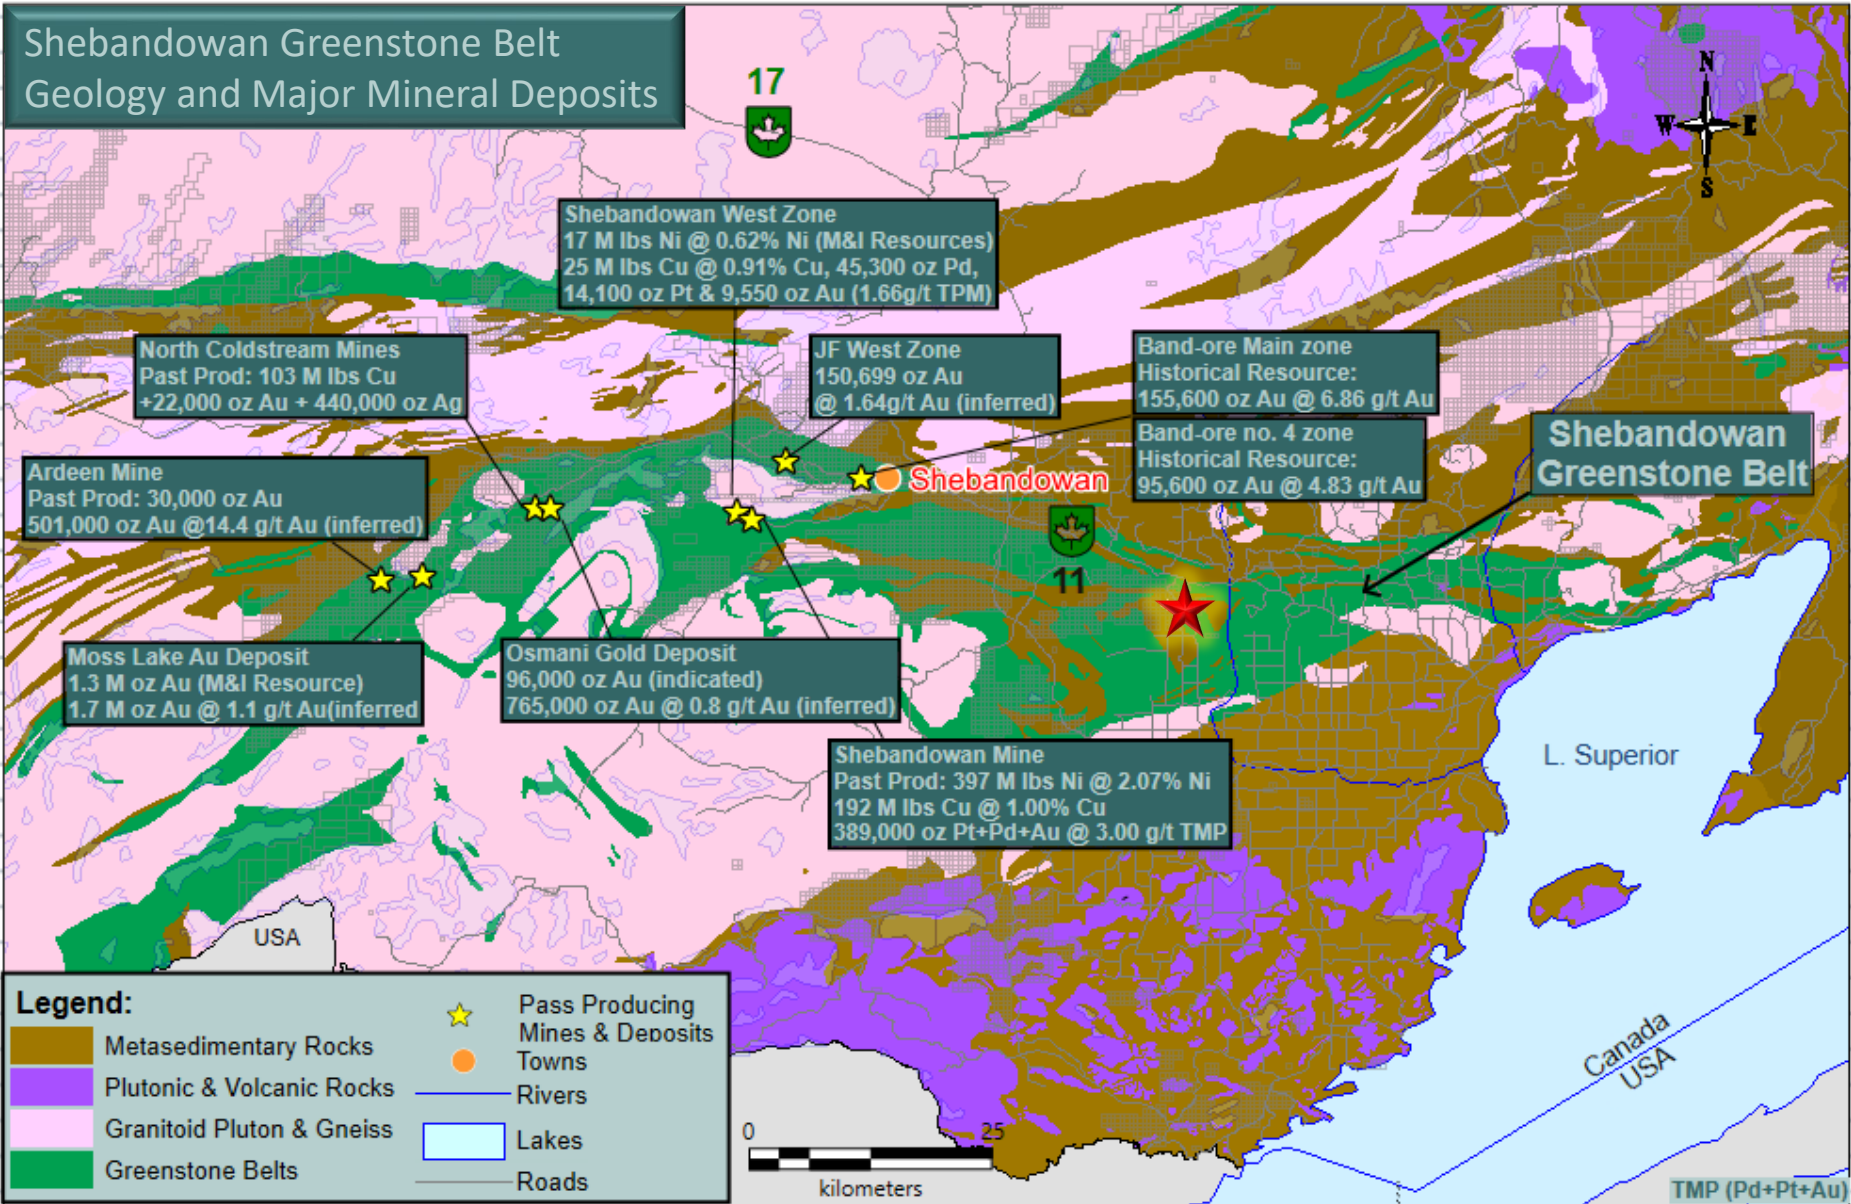 Shebandowan Greenstone Belt
Geology and Major Mineral Deposits
17
N
W E
S
Shebandowan West Zone
17 M lbs Ni @ 0.62% Ni (M&I Resources)
25 M lbs Cu @ 0.91% Cu, 45,300 oz Pd,
14,100 oz Pt & 9,550 oz Au (1.66g/t TPM)
North Coldstream Mines
Past Prod: 103 M lbs Cu
+22,000 oz Au + 440,000 oz Ag
JF West Zone
150,699 oz Au
@ 1.64g/t Au (inferred)
Band-ore Main zone
Historical Resource:
155,600 oz Au @ 6.86 g/t Au
Band-ore no. 4 zone
Historical Resource:
95,600 oz Au @ 4.83 g/t Au
Shebandowan
Greenstone Belt
Ardeen Mine
Past Prod: 30,000 oz Au
501,000 oz Au @14.4 g/t Au (inferred)
Shebandowan
11
Moss Lake Au Deposit
1.3 M oz Au (M&I Resource)
1.7 M oz Au @ 1.1 g/t Au(inferred
Osmani Gold Deposit
96,000 oz Au (indicated)
765,000 oz Au @ 0.8 g/t Au (inferred)
Shebandowan Mine
Past Prod: 397 M lbs Ni @ 2.07% Ni
192 M lbs Cu @ 1.00% Cu
389,000 oz Pt+Pd+Au @ 3.00 g/t TMP
L. Superior
USA
Canada
USA
Legend:
Metasedimentary Rocks
Plutonic & Volcanic Rocks
Granitoid Pluton & Gneiss
Greenstone Belts
Pass Producing
Mines & Deposits
Towns
Rivers
Lakes
Roads
0 25
kilometers
TMP (Pd+Pt+Au)